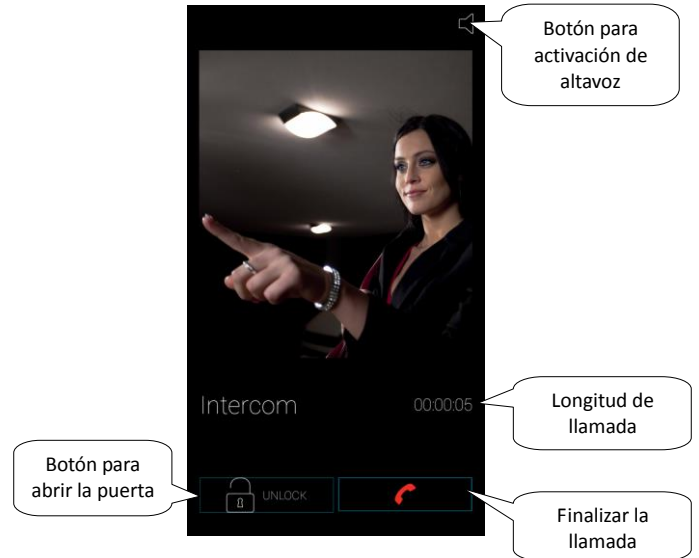 Botón para
activación de
altavoz
Intercom
00:00:05
Longitud de
llamada
Botón para
abrir la puerta
UNLOCK
Finalizar la
llamada